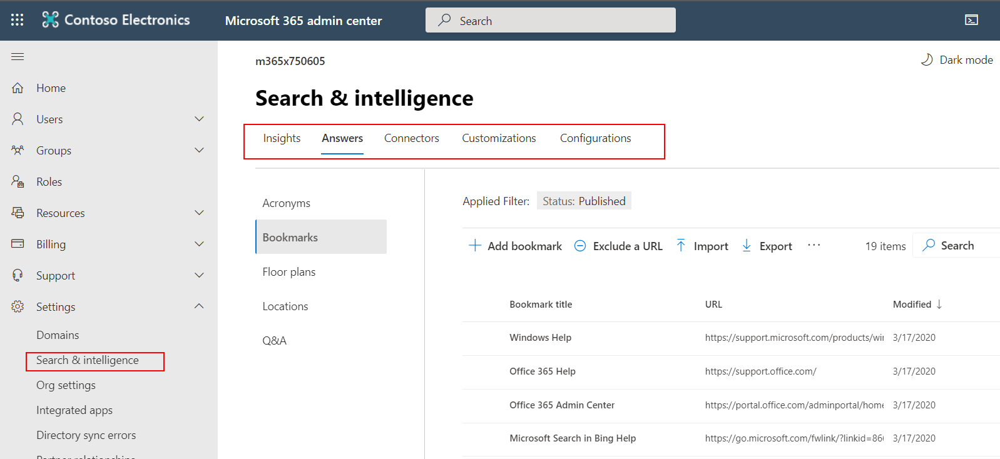 Contoso Electronics
Microsoft 365 admin center
Search
m365x750605
Dark mode
Home
Users
Groups
Roles
Resources
Billing
Support
Settings
Domains
Search & intelligence
Org settings
Integrated apps
Directory sync errors
Partner relationships
Search & intelligence
Insights Answers Connectors Customizations Configurations
Acronyms
Bookmarks
Floor plans
Locations
Q&A
Applied Filter: Status: Published
Add bookmark Exclude a URL Import Export ··· 19 items Search
Bookmark title URL Modified ↓
Windows Help https://support.microsoft.com/products/wi 3/17/2020
Office 365 Help https://support.office.com/ 3/17/2020
Office 365 Admin Center https://portal.office.com/adminportal/home 3/17/2020
Microsoft Search in Bing Help https://go.microsoft.com/fwlink/?linkid=86 3/17/2020